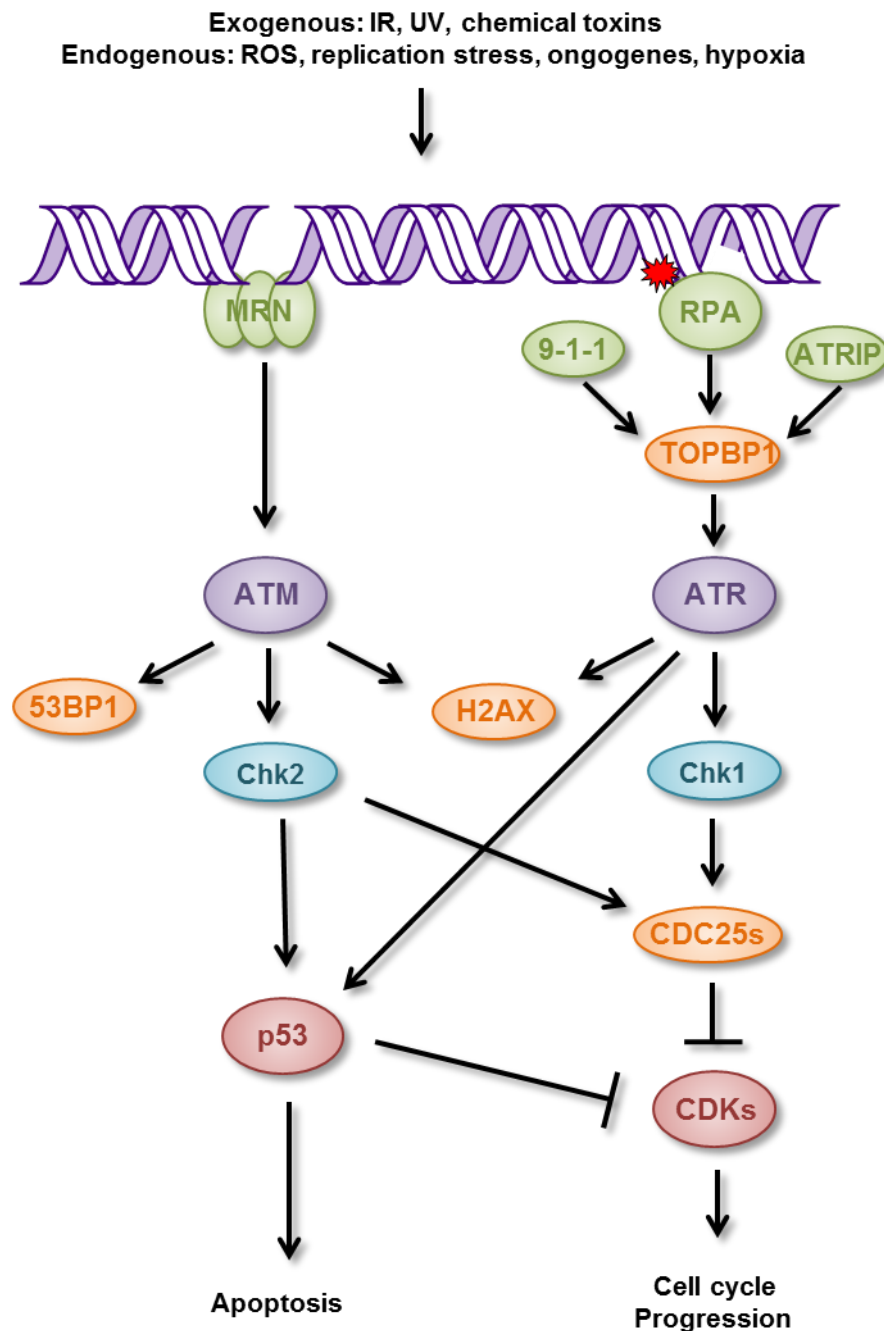 Exogenous: IR, UV, chemical toxins
Endogenous: ROS, replication stress, ongogenes, hypoxia
MRN
RPA
9-1-1
ATRIP
TOPBP1
ATM
ATR
53BP1
H2AX
Chk2
Chk1
CDC25s
p53
CDKs
Apoptosis
Cell cycle
Progression